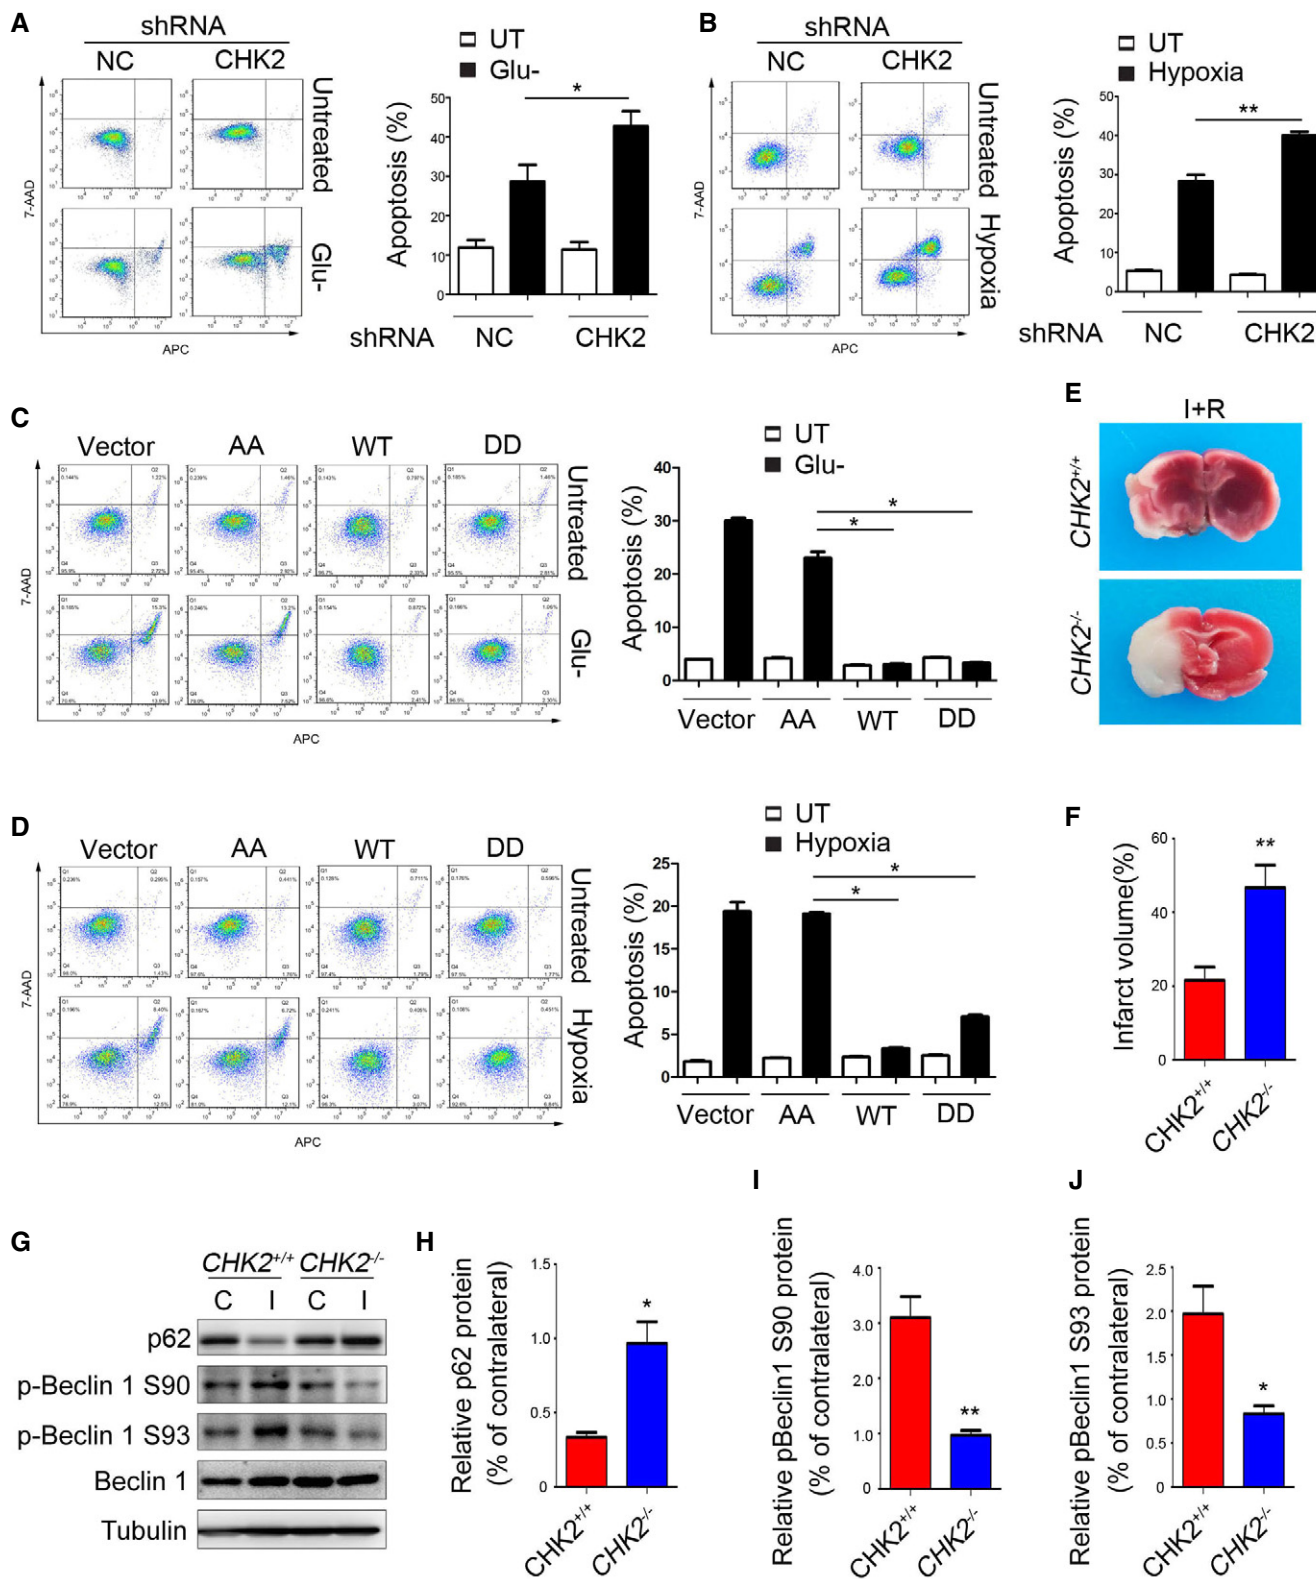 A
shRNA
NC CHK2
Untreated
Glu-
7-AAD
APC
UT
Glu-
*
Apoptosis (%)
50
40
30
20
10
0
shRNA NC CHK2
B
shRNA
NC CHK2
Untreated
Hypoxia
7-AAD
APC
UT
Hypoxia
**
Apoptosis (%)
50
40
30
20
10
0
shRNA NC CHK2
C
Vector AA WT DD
Untreated
Glu-
7-AAD
APC
UT
Glu-
*
*
Apoptosis (%)
40
30
20
10
0
Vector AA WT DD
D
Vector AA WT DD
Untreated
Hypoxia
7-AAD
APC
UT
Hypoxia
*
*
Apoptosis (%)
25
20
15
10
5
0
Vector AA WT DD
E
I+R
CHK2+/+
CHK2-/-
F
**
Infarct volume(%)
60
40
20
0
CHK2+/+ CHK2-/-
G
CHK2+/+ CHK2-/-
C I C I
p62
p-Beclin 1 S90
p-Beclin 1 S93
Beclin 1
Tubulin
H
Relative p62 protein
(% of contralateral)
1.5
1.0
0.5
0
*
CHK2+/+ CHK2-/-
I
Relative pBeclin1 S90 protein
(% of contralateral)
4.0
3.0
2.0
1.0
0
**
CHK2+/+ CHK2-/-
J
Relative pBeclin1 S93 protein
(% of contralateral)
2.5
2.0
1.5
1.0
0.5
0
*
CHK2+/+ CHK2-/-